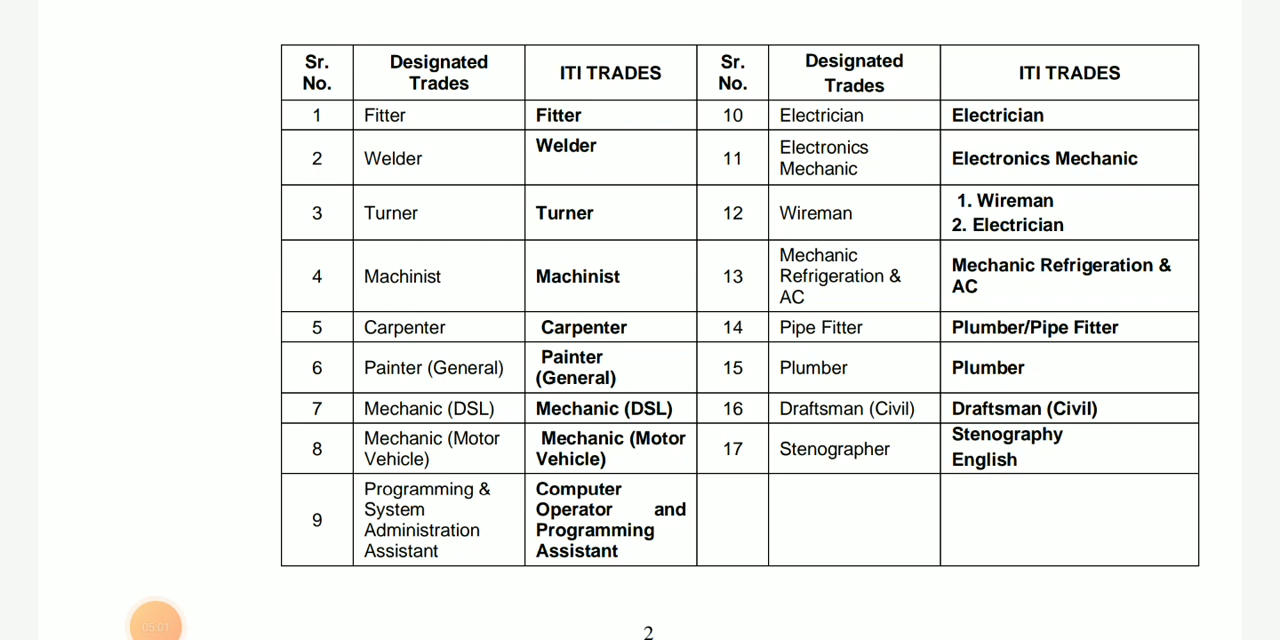 Sr. No. Designated Trades ITI TRADES Sr. No. Designated Trades ITI TRADES
1 Fitter Fitter 10 Electrician Electrician
2 Welder Welder 11 Electronics Mechanic Electronics Mechanic
3 Turner Turner 12 Wireman 1. Wireman 2. Electrician
4 Machinist Machinist 13 Mechanic Refrigeration & AC Mechanic Refrigeration & AC
5 Carpenter Carpenter 14 Pipe Fitter Plumber/Pipe Fitter
6 Painter (General) Painter (General) 15 Plumber Plumber
7 Mechanic (DSL) Mechanic (DSL) 16 Draftsman (Civil) Draftsman (Civil)
8 Mechanic (Motor Vehicle) Mechanic (Motor Vehicle) 17 Stenographer Stenography English
9 Programming & System Administration Assistant Computer Operator and Programming Assistant
05:01
2